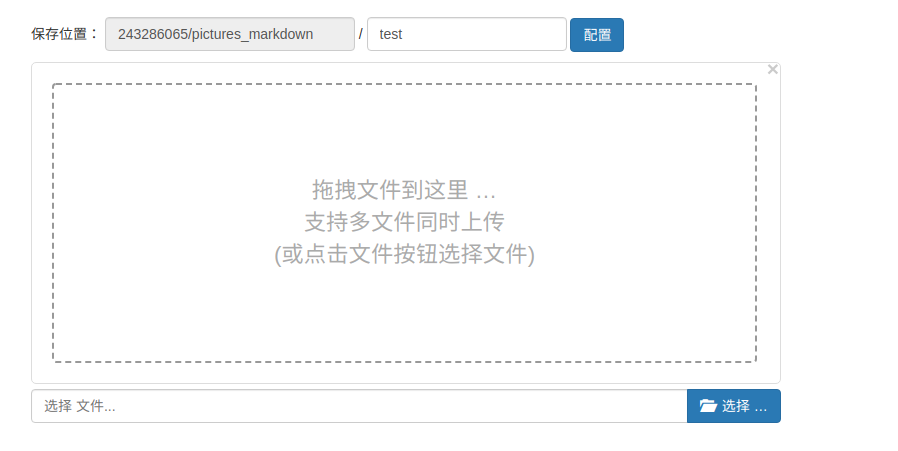 保存位置： 243286065/pictures_markdown / test 配置
×
拖拽文件到这里 …
支持多文件同时上传
(或点击文件按钮选择文件)
选择 文件... 选择 ...